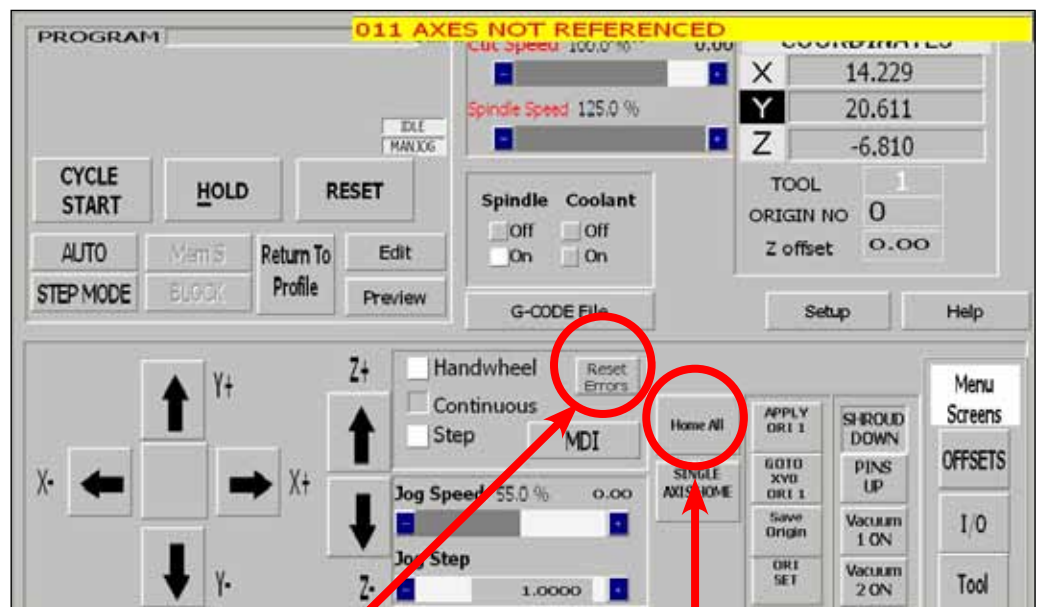 011 AXES NOT REFERENCED
PROGRAM
IDLE
MANJOG
CYCLE
START
HOLD
RESET
AUTO
Mem S
Return To
Profile
Edit
STEP MODE
BLOCK
Preview
Cut Speed 100.0 % 0.00
-
Spindle Speed 125.0 %
-
Spindle Coolant
Off Off
On On
G-CODE File
COORDINATES
X 14.229
Y 20.611
Z -6.810
TOOL 1
ORIGIN NO 0
Z offset 0.00
Setup
Help
Y+
X-
X+
Y-
Z+
Z-
Handwheel
Continuous
Step
Reset
Errors
MDI
Jog Speed 55.0 % 0.00
-
Jog Step
- 1.0000
Home All
SINGLE
AXIS HOME
APPLY
ORI 1
GOTO
XY0
ORI 1
Save
Origin
ORI
SET
SHROUD
DOWN
PINS
UP
Vacuum
1 ON
Vacuum
2 ON
Menu
Screens
OFFSETS
I/O
Tool